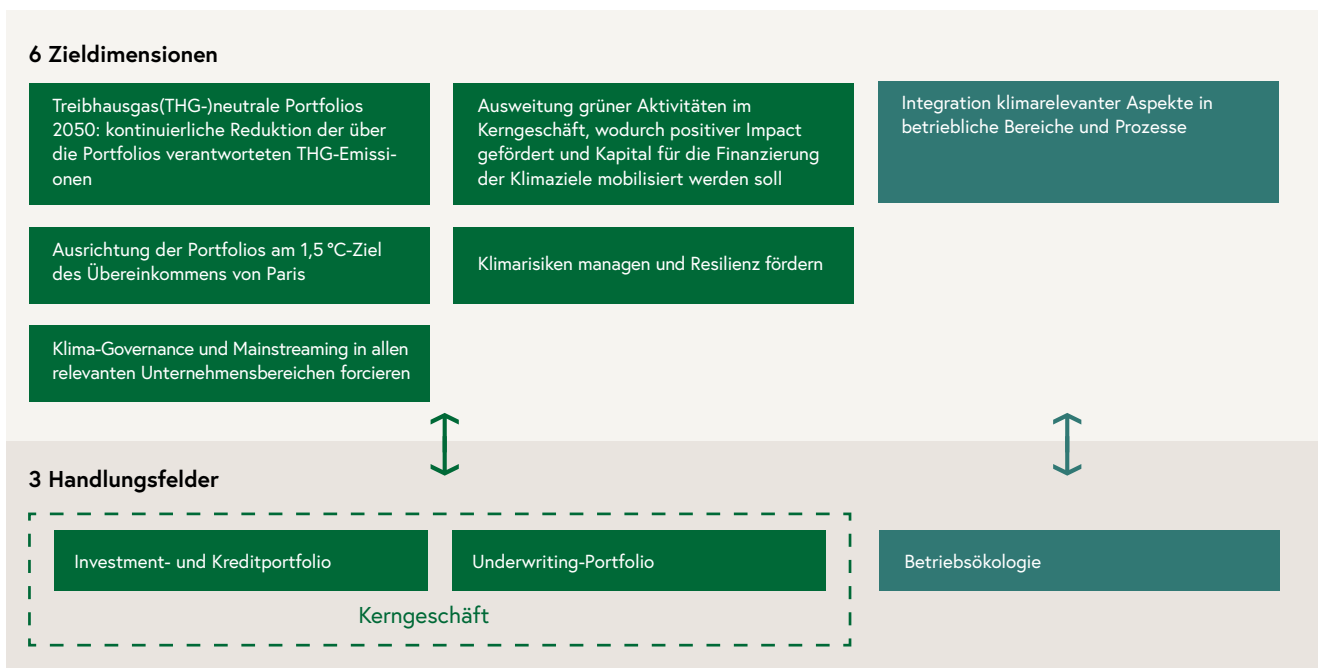 6 Zieldimensionen
Treibhausgas(THG-)neutrale Portfolios
2050: kontinuierliche Reduktion der über
die Portfolios verantworteten THG-Emissi-
onen
Ausweitung grüner Aktivitäten im
Kerngeschäft, wodurch positiver Impact
gefördert und Kapital für die Finanzierung
der Klimaziele mobilisiert werden soll
Integration klimarelevanter Aspekte in
betriebliche Bereiche und Prozesse
Ausrichtung der Portfolios am 1,5 °C-Ziel
des Übereinkommens von Paris
Klimarisiken managen und Resilienz fördern
Klima-Governance und Mainstreaming in allen
relevanten Unternehmensbereichen forcieren
3 Handlungsfelder
Investment- und Kreditportfolio
Underwriting-Portfolio
Betriebsökologie
Kerngeschäft